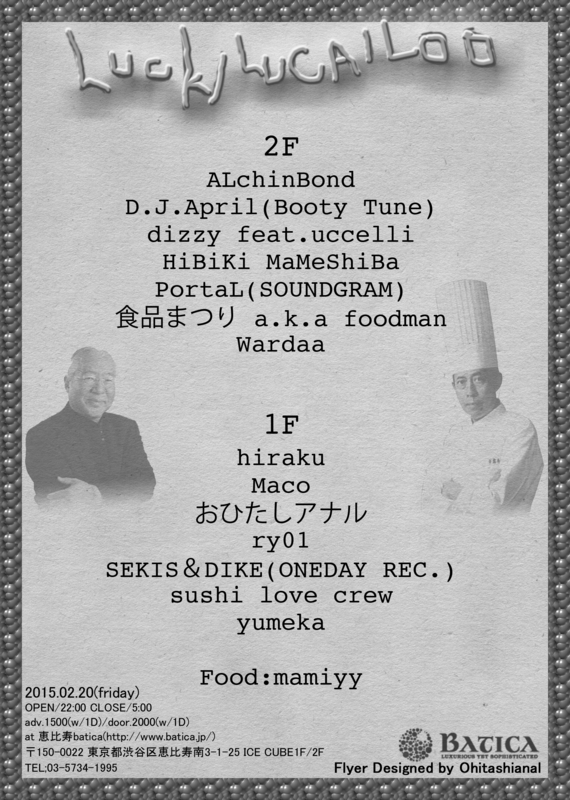 Lucki LUCAILOO
2F
ALchinBond
D.J.April(Booty Tune)
dizzy feat.uccelli
HiBiKi MaMeShiBa
PortaL(SOUNDGRAM)
食品まつり a.k.a foodman
Wardaa
1F
hiraku
Maco
おひたしアナル
ry01
SEKIS＆DIKE(ONEDAY REC.)
sushi love crew
yumeka
Food:mamiyy
2015.02.20(friday)
OPEN/22:00 CLOSE/5:00
adv.1500(w/1D)/door.2000(w/1D)
at 恵比寿batica(http://www.batica.jp/)
〒150-0022 東京都渋谷区恵比寿南3-1-25 ICE CUBE1F/2F
TEL;03-5734-1995
BATICA
LUXURIOUS YET SOPHISTICATED
Flyer Designed by Ohitashianal